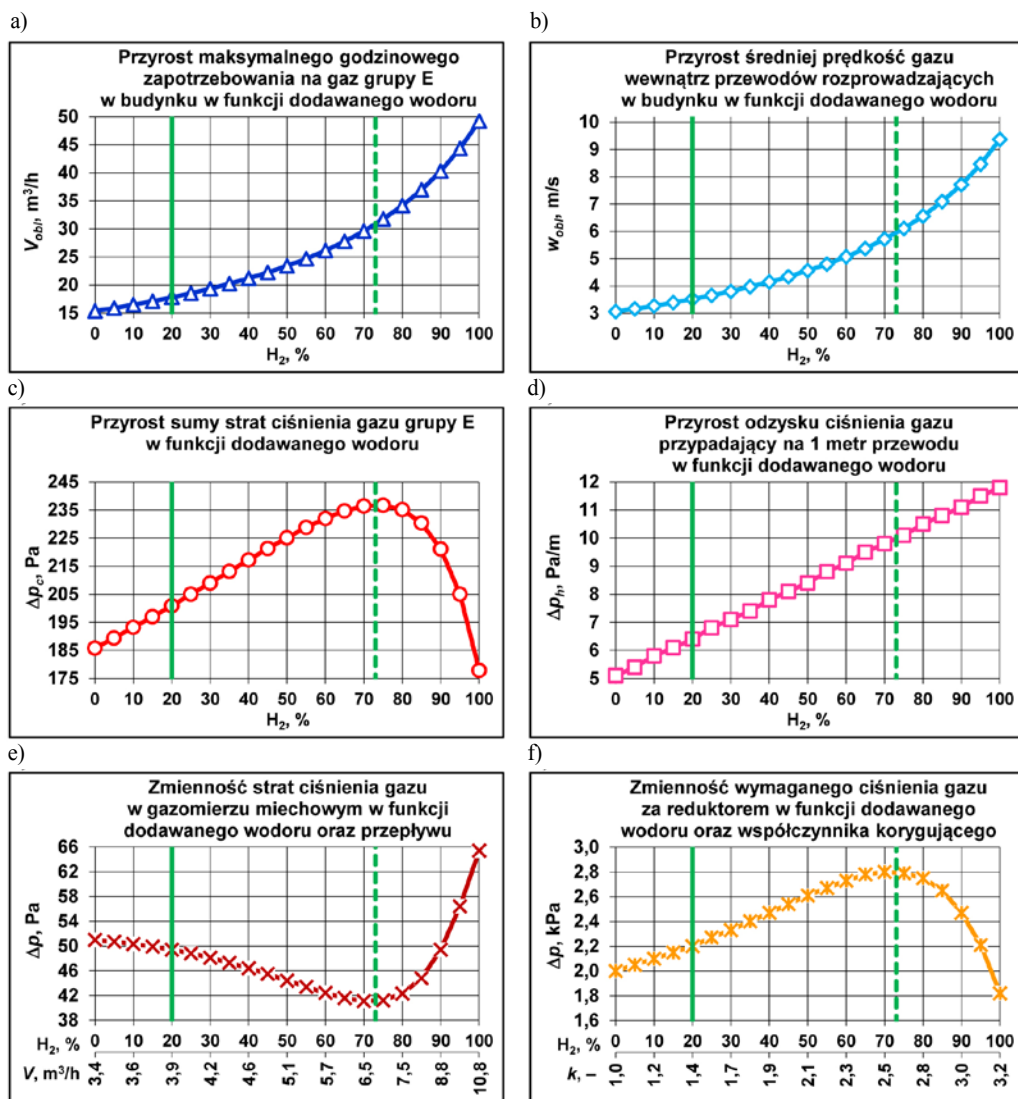 a)
Przyrost maksymalnego godzinowego
zapotrzebowania na gaz grupy E
w budynku w funkcji dodawanego wodoru
50
45
40
35
30
25
20
15
V_obl, m³/h
0 10 20 30 40 50 60 70 80 90 100
H₂, %
b)
Przyrost średniej prędkość gazu
wewnątrz przewodów rozprowadzających
w budynku w funkcji dodawanego wodoru
10
9
8
7
6
5
4
3
w_obl, m/s
0 10 20 30 40 50 60 70 80 90 100
H₂, %
c)
Przyrost sumy strat ciśnienia gazu grupy E
w funkcji dodawanego wodoru
245
235
225
215
205
195
185
175
Δp_c, Pa
0 10 20 30 40 50 60 70 80 90 100
H₂, %
d)
Przyrost odzysku ciśnienia gazu
przypadający na 1 metr przewodu
w funkcji dodawanego wodoru
12
11
10
9
8
7
6
5
Δp_h, Pa/m
0 10 20 30 40 50 60 70 80 90 100
H₂, %
e)
Zmienność strat ciśnienia gazu
w gazomierzu miechowym w funkcji
dodawanego wodoru oraz przepływu
66
62
58
54
50
46
42
38
Δp, Pa
H₂, % 0 10 20 30 40 50 60 70 80 90 100
V, m³/h 3,4 3,6 3,9 4,2 4,6 5,1 5,7 6,5 7,5 8,8 10,8
f)
Zmienność wymaganego ciśnienia gazu
za reduktorem w funkcji dodawanego
wodoru oraz współczynnika korygującego
3,0
2,8
2,6
2,4
2,2
2,0
1,8
1,6
Δp, kPa
H₂, % 0 10 20 30 40 50 60 70 80 90 100
k, – 1,0 1,2 1,4 1,7 1,9 2,1 2,3 2,5 2,8 3,0 3,2